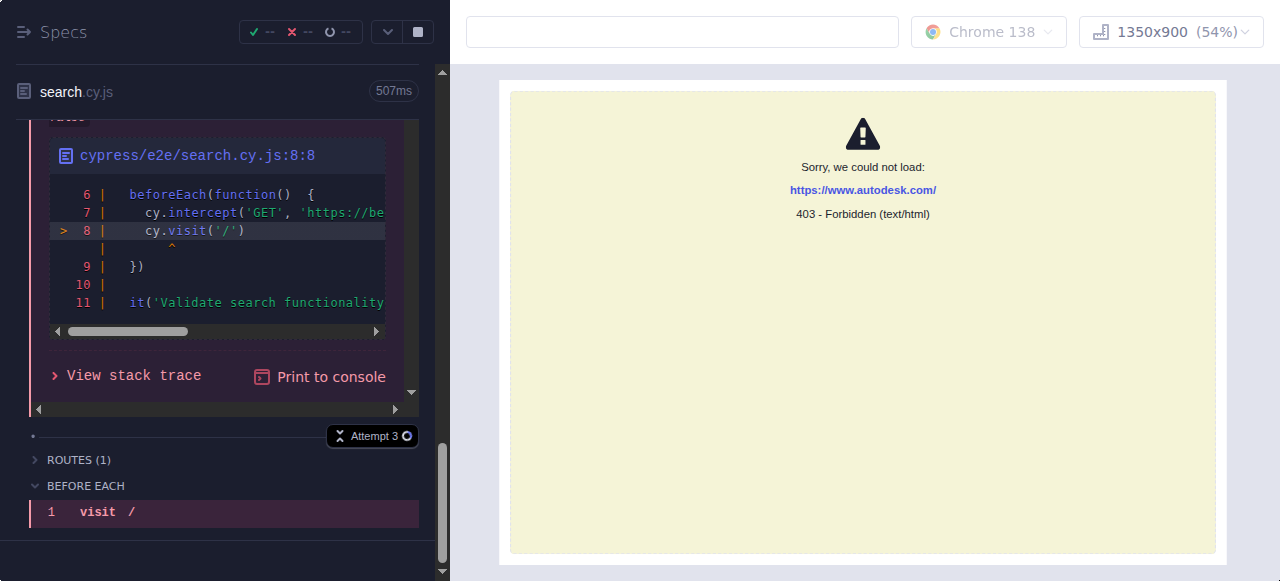 Specs
--
--
--
Chrome 138
1350x900 (54%)
search.cy.js
507ms
cypress/e2e/search.cy.js:8:8
6 | beforeEach(function() {
7 | cy.intercept('GET', 'https://be
> 8 | cy.visit('/')
| ^
9 | })
10 |
11 | it('Validate search functionality
View stack trace
Print to console
Attempt 3
ROUTES (1)
BEFORE EACH
1 visit /
Sorry, we could not load:
https://www.autodesk.com/
403 - Forbidden (text/html)